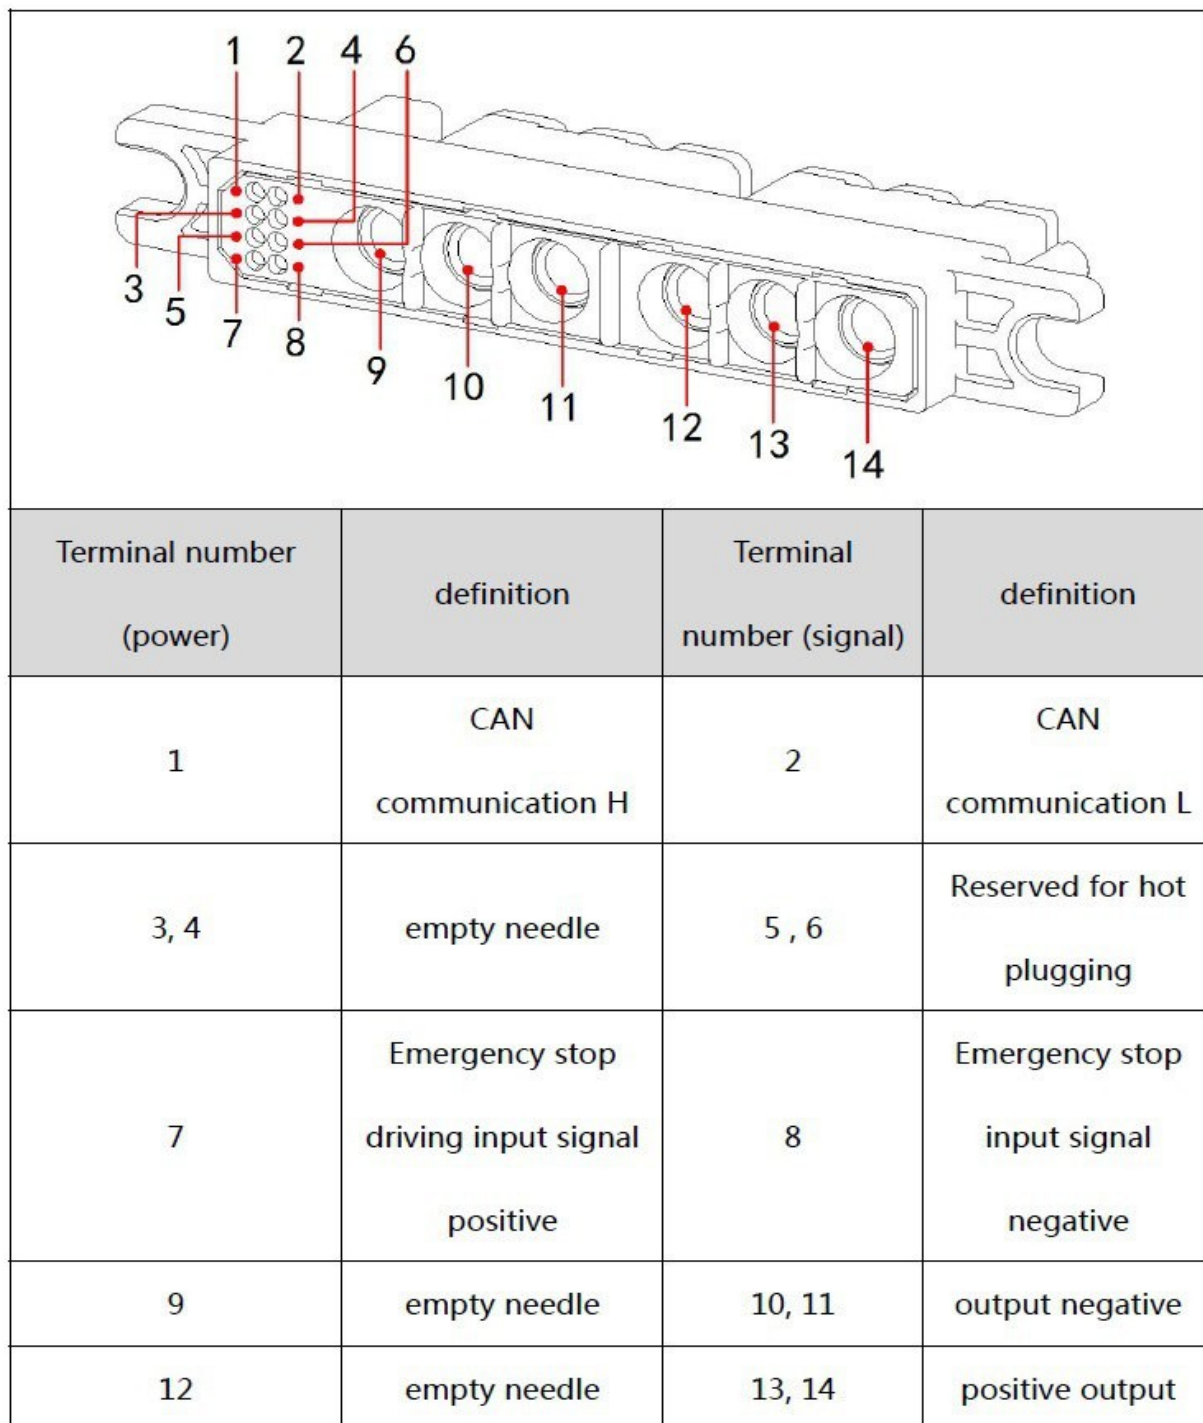 1 2 4 6
3 5 7 8 9 10 11 12 13 14
Terminal number (power) definition Terminal number (signal) definition
1 CAN communication H 2 CAN communication L
3, 4 empty needle 5 , 6 Reserved for hot plugging
7 Emergency stop driving input signal positive 8 Emergency stop input signal negative
9 empty needle 10, 11 output negative
12 empty needle 13, 14 positive output